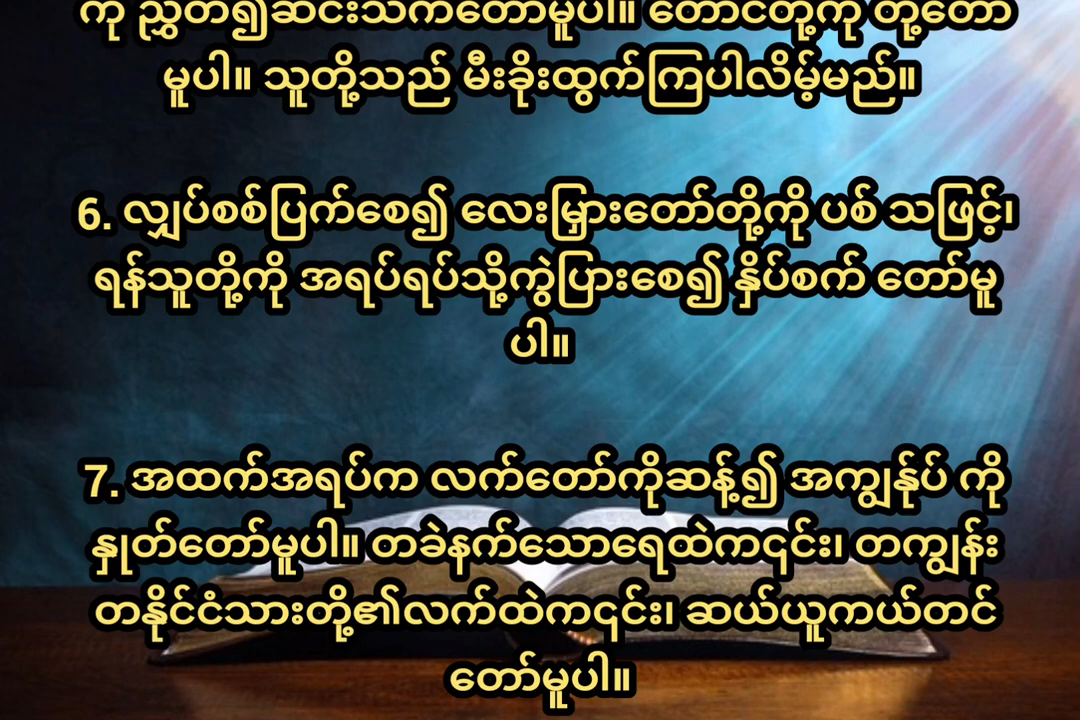 ကို ညွှတ်၍ဆင်းသက်တော်မူပါ။ တောင်တို့ကို တို့တော်
မူပါ။ သူတို့သည် မီးခိုးထွက်ကြပါလိမ့်မည်။
6. လျှပ်စစ်ပြက်စေ၍ လေးမြှားတော်တို့ကို ပစ် သဖြင့်၊
ရန်သူတို့ကို အရပ်ရပ်သို့ကွဲပြားစေ၍ နှိပ်စက် တော်မူ
ပါ။
7. အထက်အရပ်က လက်တော်ကိုဆန့်၍ အကျွန်ုပ် ကို
နှုတ်တော်မူပါ။ တခဲနက်သောရေထဲက၎င်း၊ တကျွန်း
တနိုင်ငံသားတို့၏လက်ထဲက၎င်း၊ ဆယ်ယူကယ်တင်
တော်မူပါ။